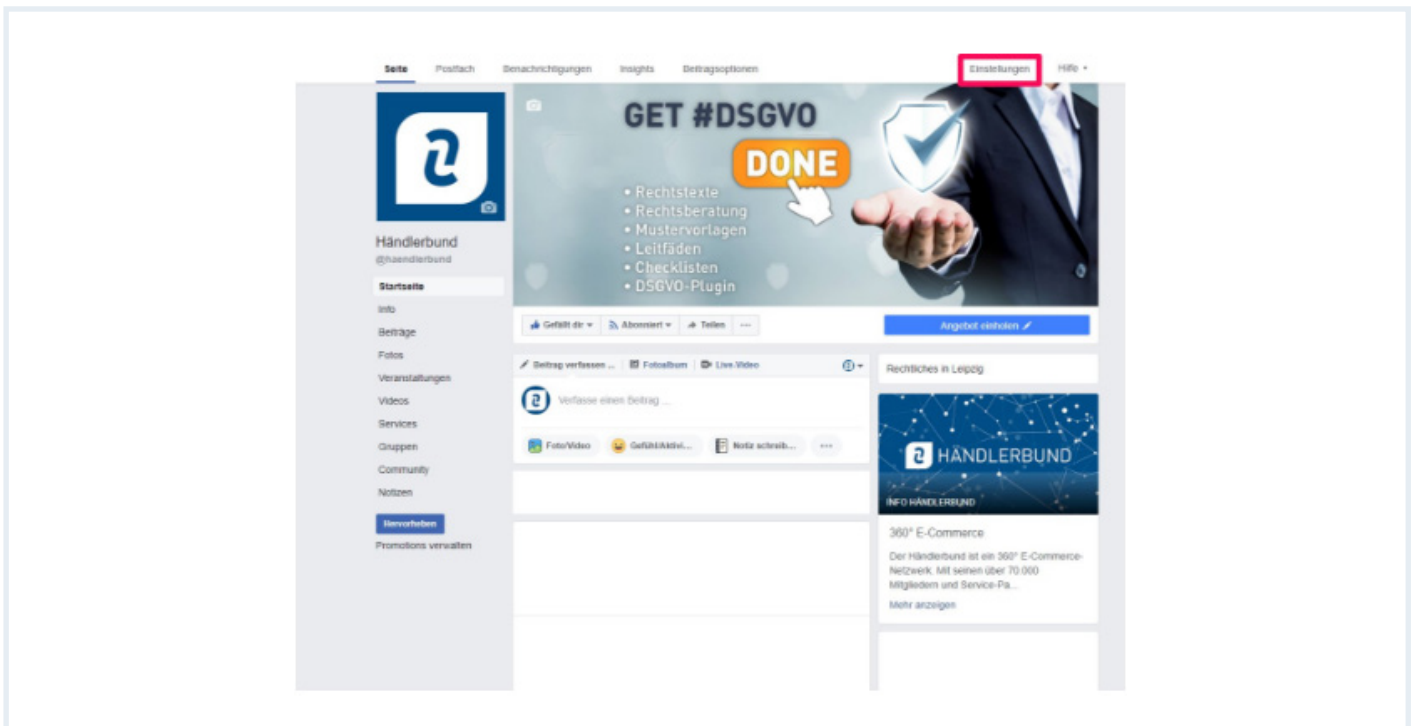 Seite Postfach Benachrichtigungen Insights Beitragsoptionen Einstellungen Hilfe
GET #DSGVO
DONE
• Rechtstexte
• Rechtsberatung
• Mustervorlagen
• Leitfäden
• Checklisten
• DSGVO-Plugin
Händlerbund
@haendlerbund
Startseite
Info
Beiträge
Fotos
Veranstaltungen
Videos
Services
Gruppen
Community
Notizen
Hervorheben
Promotions verwalten
Gefällt dir Abonniert Teilen ...
Angebot einholen
Beitrag verfassen ... Fotoalbum Live-Video
Verfasse einen Beitrag ...
Foto/Video Gefühl/Aktivi... Notiz schreib... ...
Rechtliches in Leipzig
HÄNDLERBUND
INFO HÄNDLERBUND
360° E-Commerce
Der Händlerbund ist ein 360° E-Commerce-
Netzwerk. Mit seinen über 70.000
Mitgliedern und Service-Pa...
Mehr anzeigen